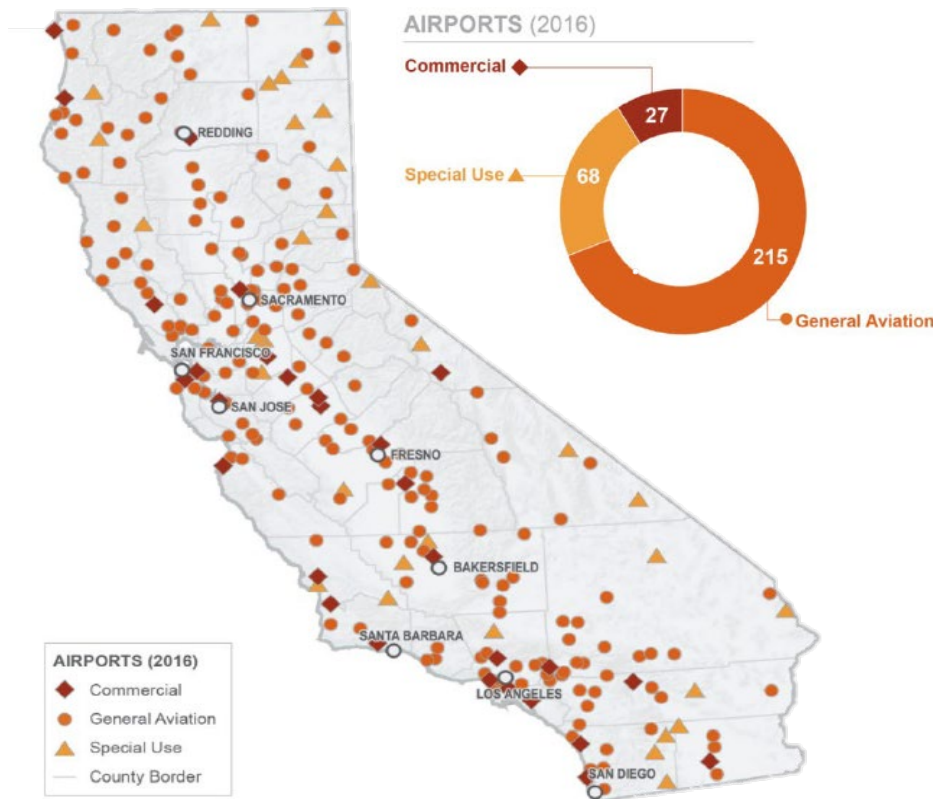 AIRPORTS (2016)
Commercial
27
Special Use
68
215
General Aviation
REDDING
SACRAMENTO
SAN FRANCISCO
SAN JOSE
FRESNO
BAKERSFIELD
SANTA BARBARA
LOS ANGELES
SAN DIEGO
AIRPORTS (2016)
Commercial
General Aviation
Special Use
County Border